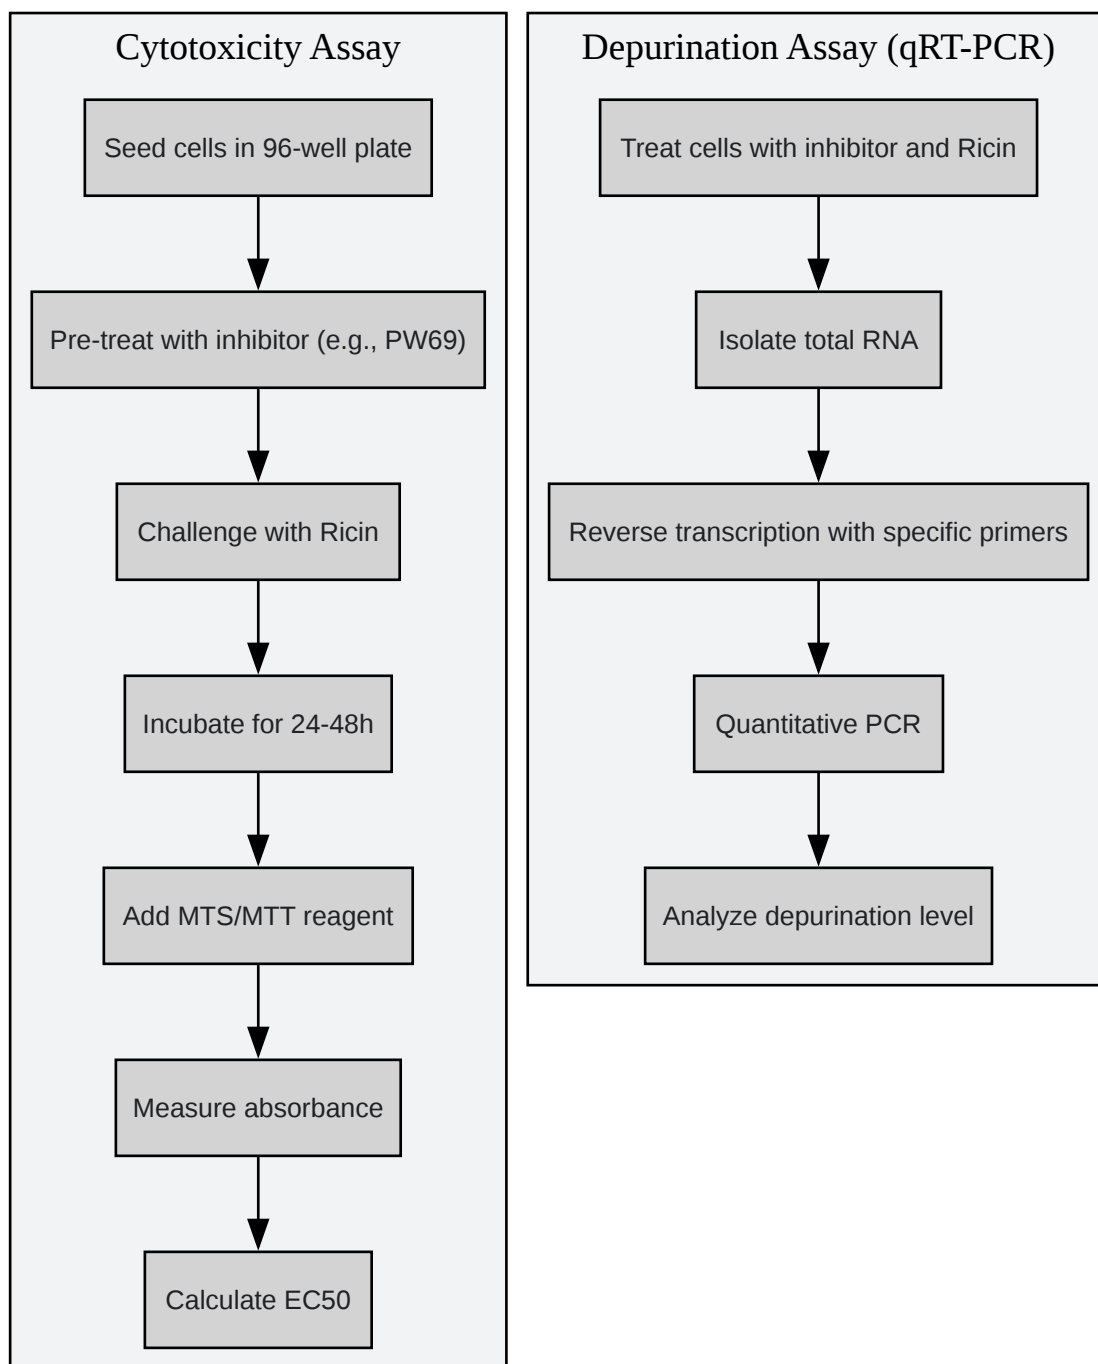 Cytotoxicity Assay
Seed cells in 96-well plate
Pre-treat with inhibitor (e.g., PW69)
Challenge with Ricin
Incubate for 24-48h
Add MTS/MTT reagent
Measure absorbance
Calculate EC50
Depurination Assay (qRT-PCR)
Treat cells with inhibitor and Ricin
Isolate total RNA
Reverse transcription with specific primers
Quantitative PCR
Analyze depurination level